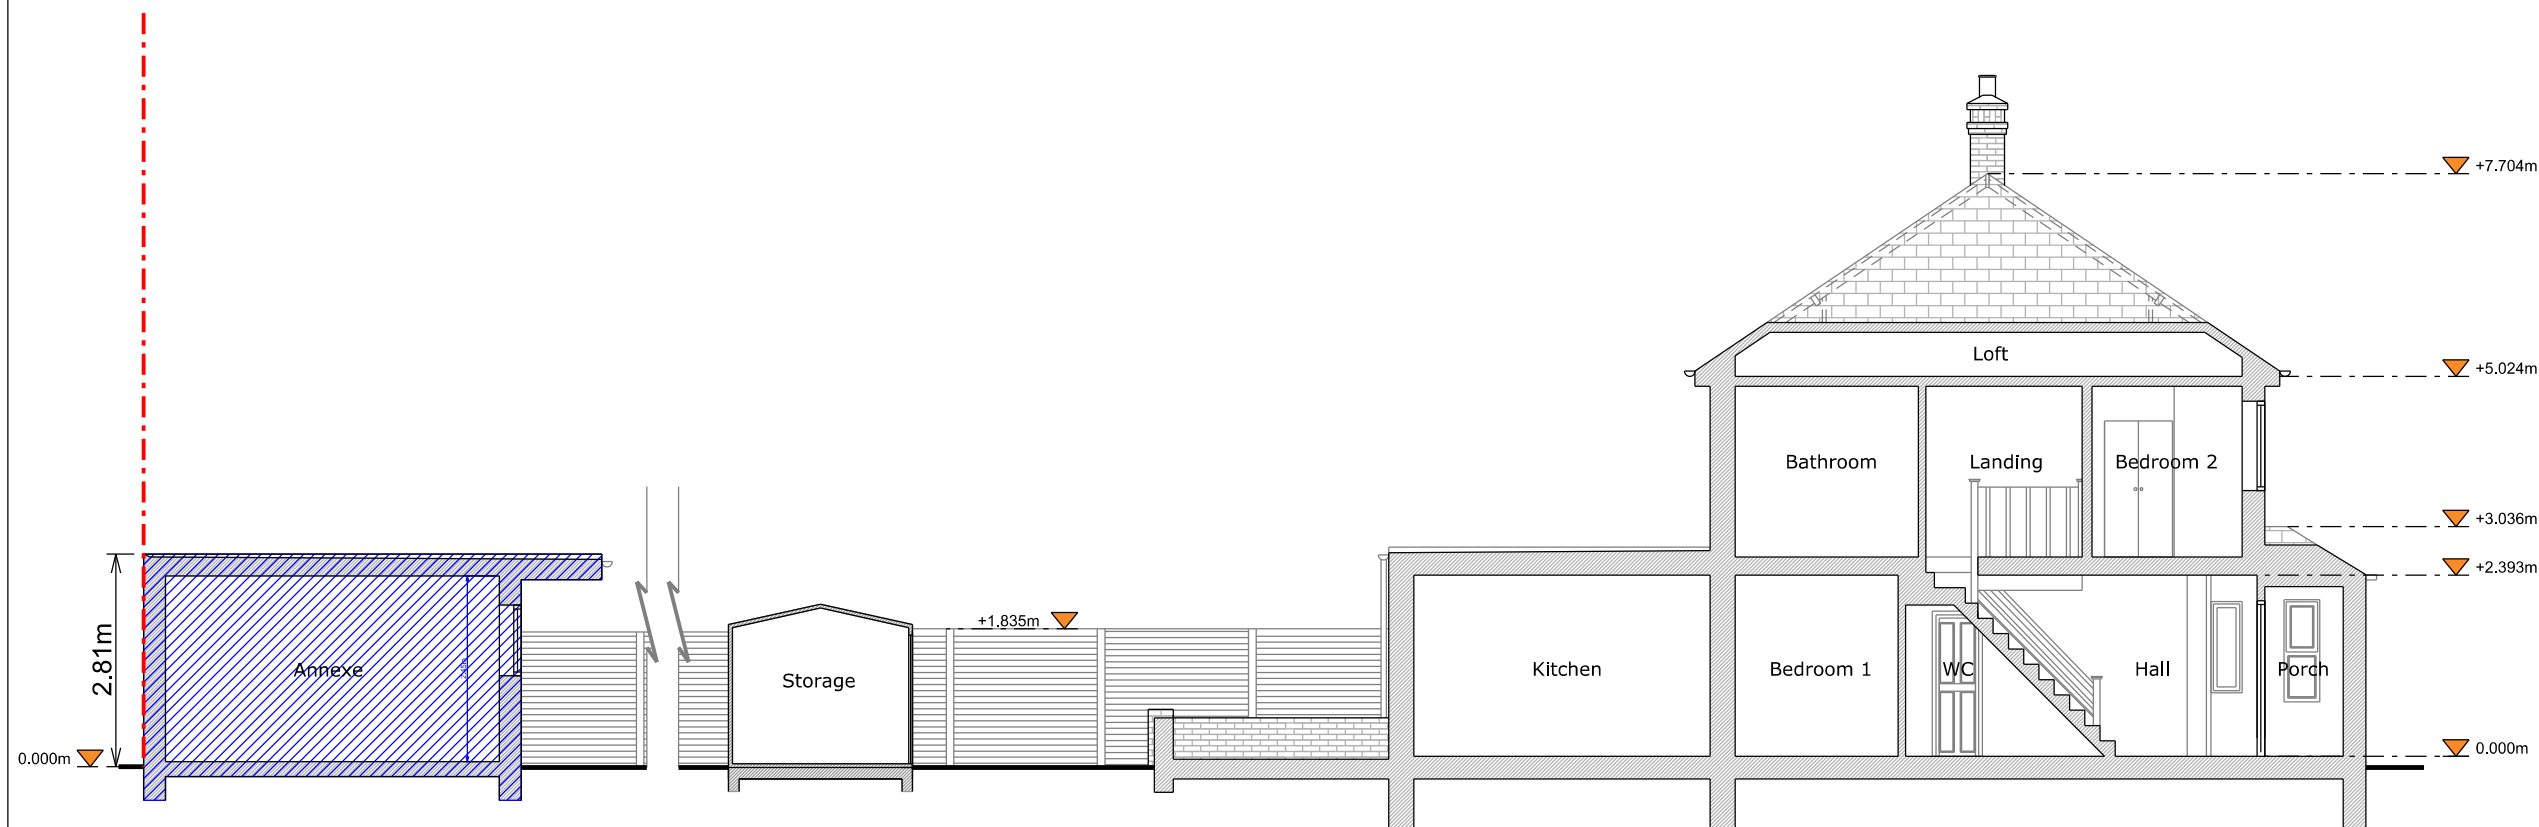 +7.704m
Loft
+5.024m
Bathroom
Landing
Bedroom 2
+3.036m
+2.393m
+1.835m
2.81m
Annexe
Storage
Kitchen
Bedroom 1
WC
Hall
Porch
0.000m
0.000m